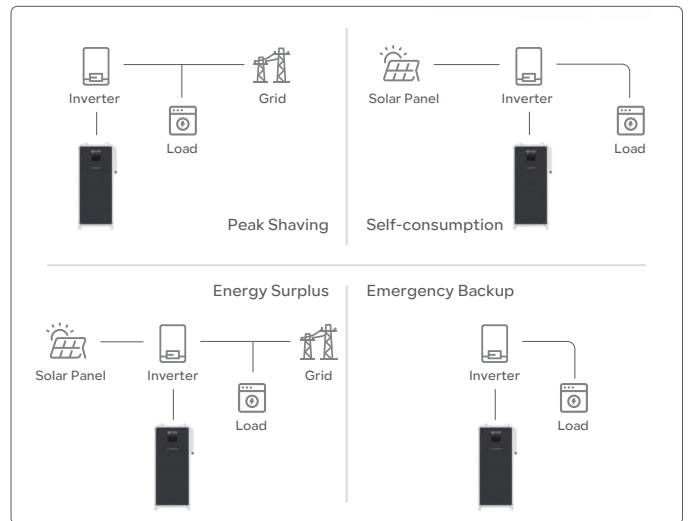 Inverter
Grid
Load
Peak Shaving
Solar Panel
Inverter
Load
Self-consumption
Energy Surplus
Solar Panel
Inverter
Grid
Load
Emergency Backup
Inverter
Load